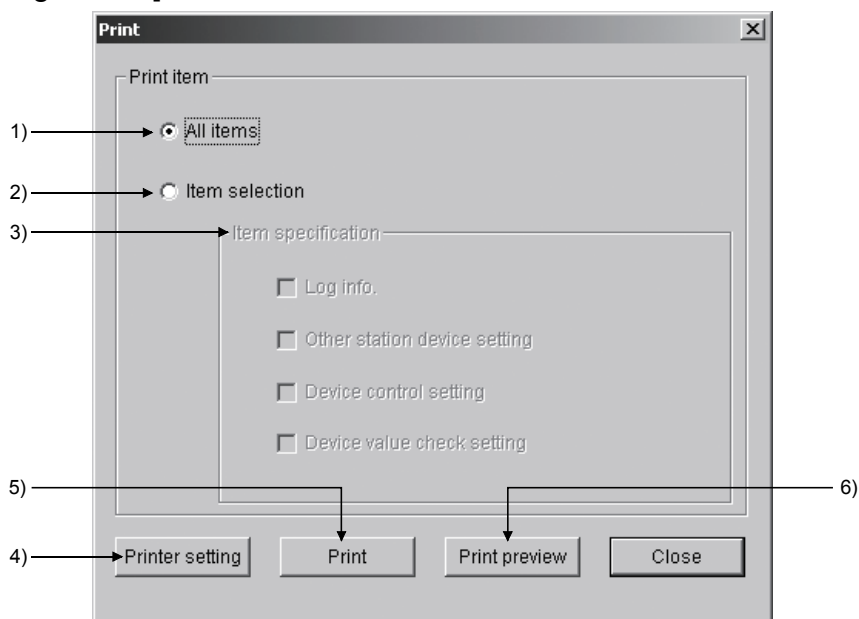 Print
Print item
1)
All items
2)
Item selection
3)
Item specification
Log info.
Other station device setting
Device control setting
Device value check setting
5)
6)
4)
Printer setting
Print
Print preview
Close